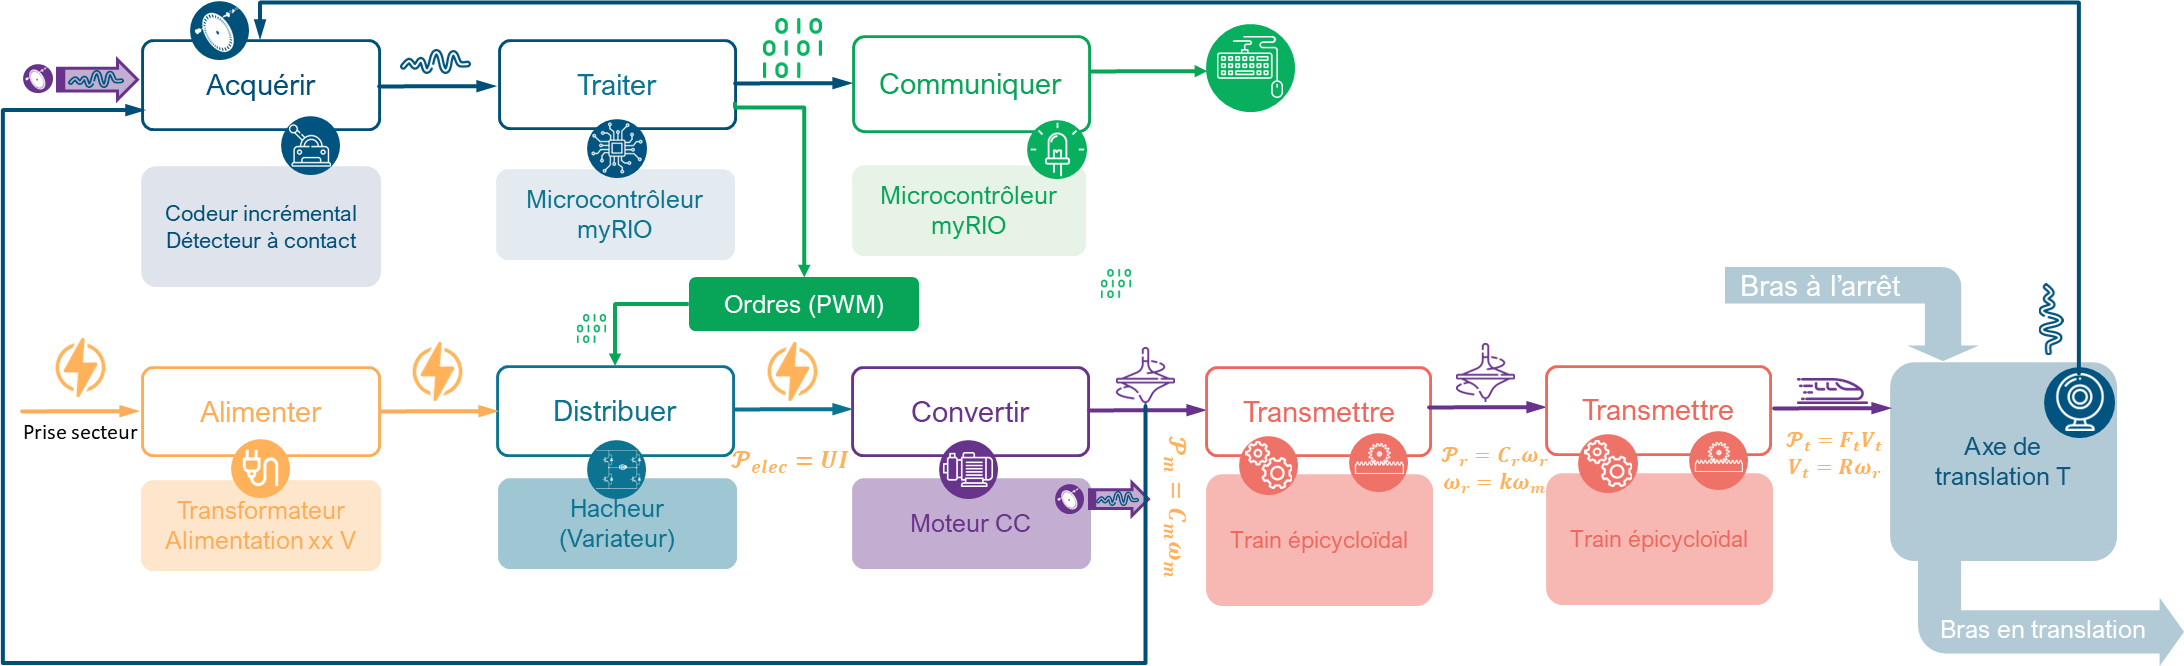 Acquérir
Traiter
Communiquer
010
0101
101
Codeur incrémental
Détecteur à contact
Microcontrôleur
myRIO
Microcontrôleur
myRIO
Ordres (PWM)
010
0101
101
010
0101
101
Bras à l'arrêt
Prise secteur
Alimenter
Transformateur
Alimentation xx V
Distribuer
Hacheur
(Variateur)
𝒫elec = UI
Convertir
Moteur CC
𝒫m = Cmωm
Transmettre
Train épicycloïdal
𝒫r = Crωr
ωr = kωm
Transmettre
Train épicycloïdal
𝒫t = FtVt
Vt = Rωr
Axe de
translation T
Bras en translation